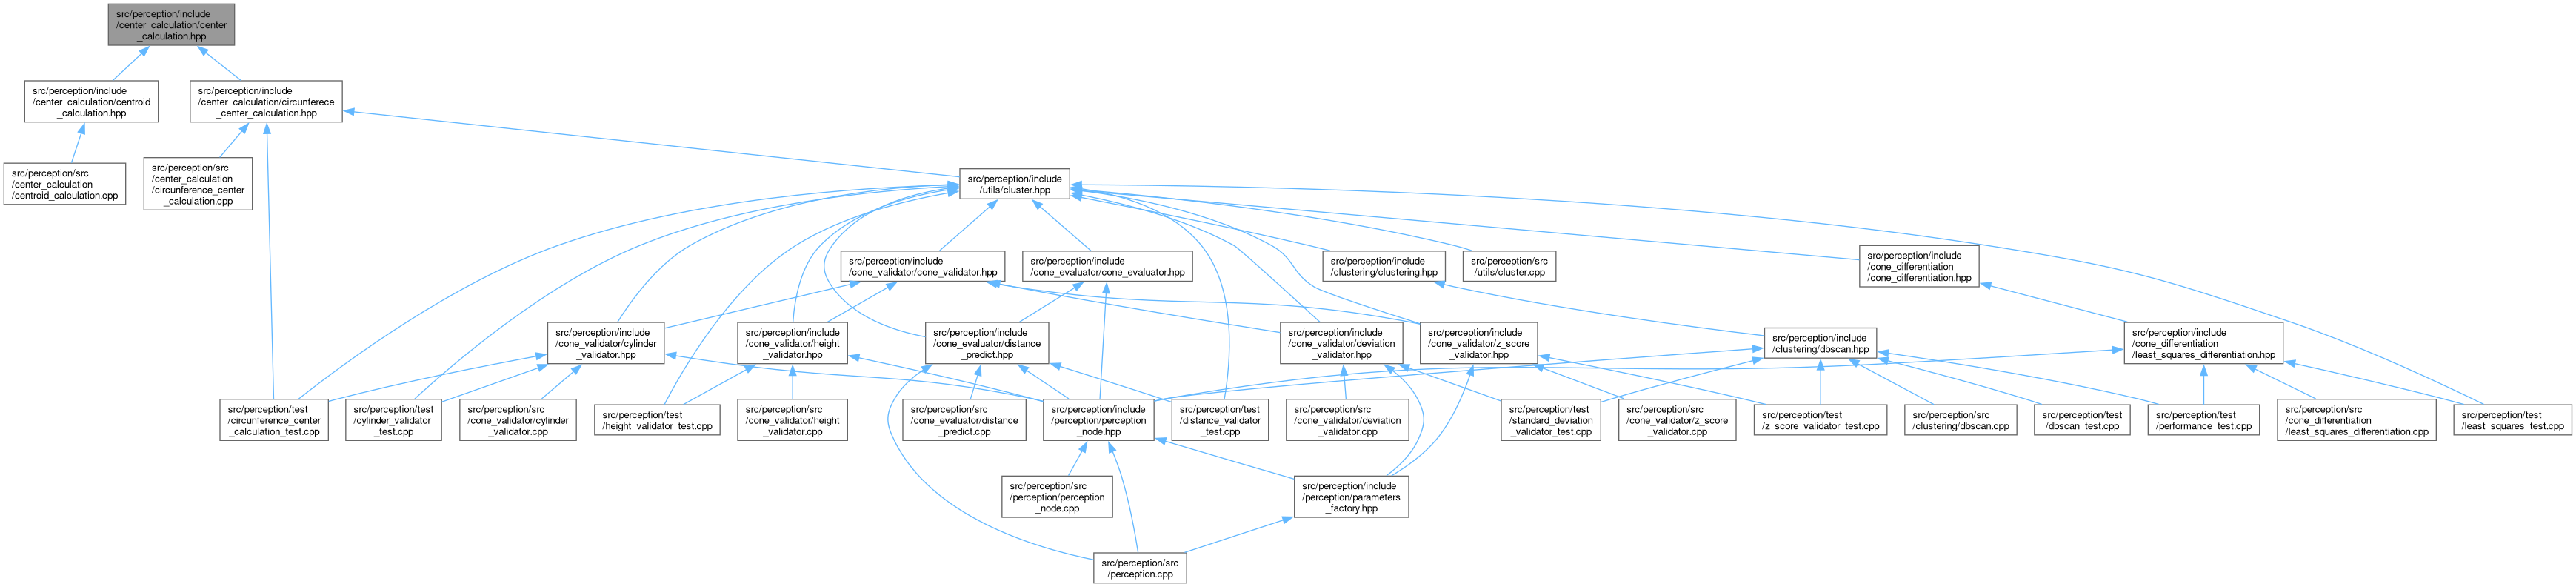 src/perception/include
/center_calculation/center
_calculation.hpp
src/perception/include
/center_calculation/centroid
_calculation.hpp
src/perception/include
/center_calculation/circunferece
_center_calculation.hpp
src/perception/src
/center_calculation
/centroid_calculation.cpp
src/perception/src
/center_calculation
/circunference_center
_calculation.cpp
src/perception/include
/utils/cluster.hpp
src/perception/include
/cone_validator/cone_validator.hpp
src/perception/include
/cone_evaluator/cone_evaluator.hpp
src/perception/include
/clustering/clustering.hpp
src/perception/src
/utils/cluster.cpp
src/perception/include
/cone_differentiation
/cone_differentiation.hpp
src/perception/include
/cone_validator/cylinder
_validator.hpp
src/perception/include
/cone_validator/height
_validator.hpp
src/perception/include
/cone_evaluator/distance
_predict.hpp
src/perception/include
/cone_validator/deviation
_validator.hpp
src/perception/include
/cone_validator/z_score
_validator.hpp
src/perception/include
/clustering/dbscan.hpp
src/perception/include
/cone_differentiation
/least_squares_differentiation.hpp
src/perception/test
/circunference_center
_calculation_test.cpp
src/perception/test
/cylinder_validator
_test.cpp
src/perception/src
/cone_validator/cylinder
_validator.cpp
src/perception/test
/height_validator_test.cpp
src/perception/src
/cone_validator/height
_validator.cpp
src/perception/src
/cone_evaluator/distance
_predict.cpp
src/perception/include
/perception/perception
_node.hpp
src/perception/test
/distance_validator
_test.cpp
src/perception/src
/cone_validator/deviation
_validator.cpp
src/perception/test
/standard_deviation
_validator_test.cpp
src/perception/src
/cone_validator/z_score
_validator.cpp
src/perception/test
/z_score_validator_test.cpp
src/perception/src
/clustering/dbscan.cpp
src/perception/test
/dbscan_test.cpp
src/perception/test
/performance_test.cpp
src/perception/src
/cone_differentiation
/least_squares_differentiation.cpp
src/perception/test
/least_squares_test.cpp
src/perception/src
/perception/perception
_node.cpp
src/perception/include
/perception/parameters
_factory.hpp
src/perception/src
/perception.cpp